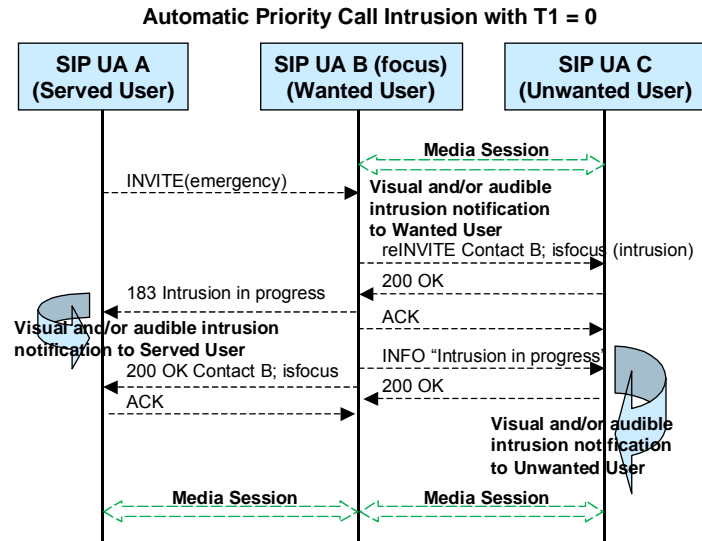 Automatic Priority Call Intrusion with T1 = 0
SIP UA A
(Served User)
SIP UA B (focus)
(Wanted User)
SIP UA C
(Unwanted User)
Media Session
INVITE(emergency)
Visual and/or audible
intrusion notification
to Wanted User
reINVITE Contact B; isfocus (intrusion)
200 OK
183 Intrusion in progress
ACK
Visual and/or audible intrusion
notification to Served User
INFO “Intrusion in progress”
200 OK Contact B; isfocus
200 OK
ACK
Visual and/or audible
intrusion notification
to Unwanted User
Media Session
Media Session